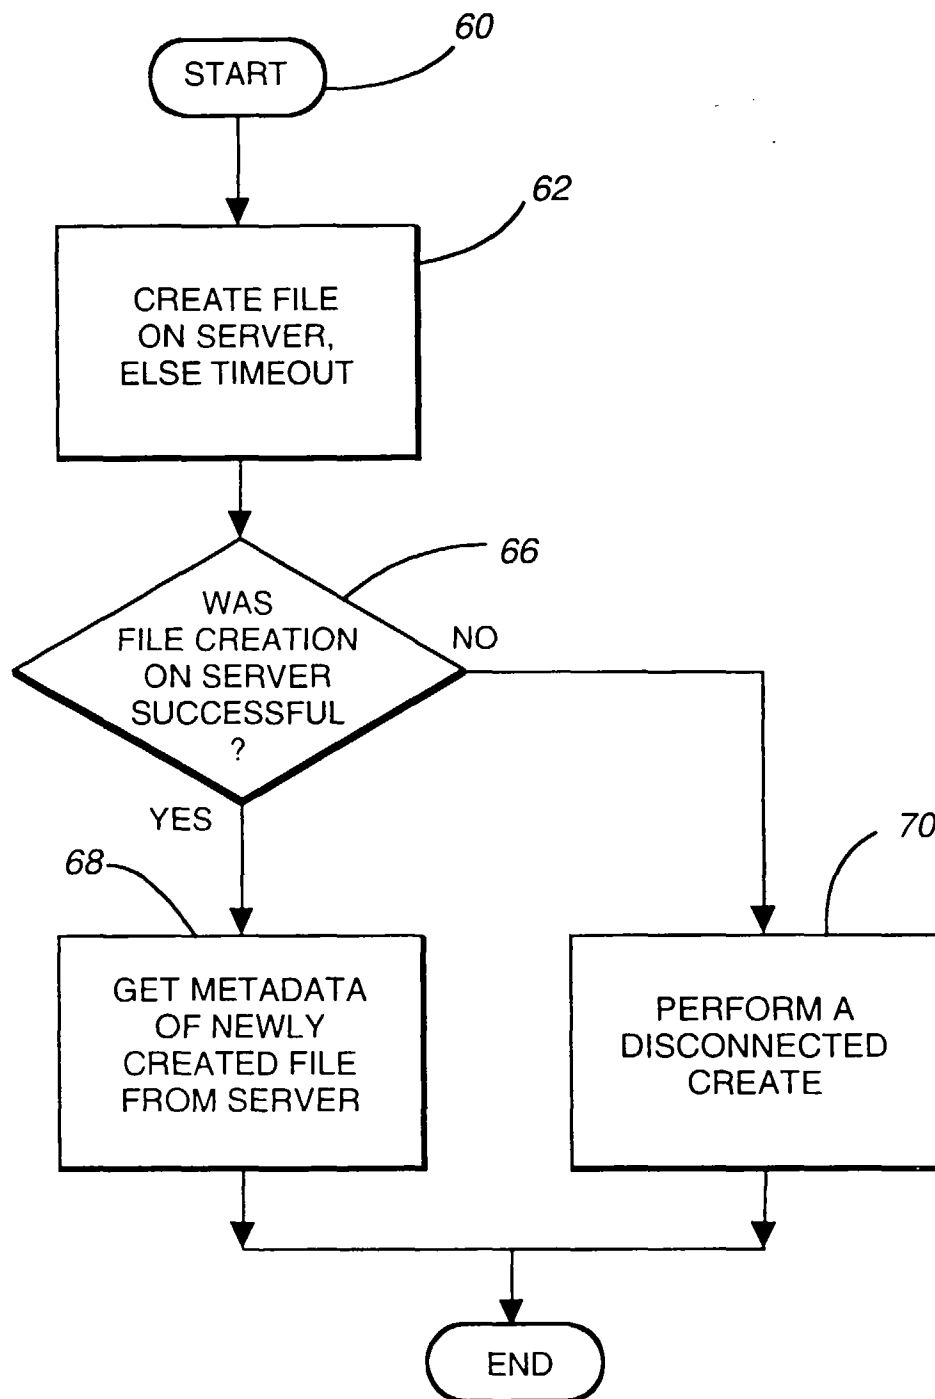 60
START
62
CREATE FILE
ON SERVER,
ELSE TIMEOUT
66
WAS
FILE CREATION
ON SERVER
SUCCESSFUL
?
NO
YES
68
70
GET METADATA
OF NEWLY
CREATED FILE
FROM SERVER
PERFORM A
DISCONNECTED
CREATE
END